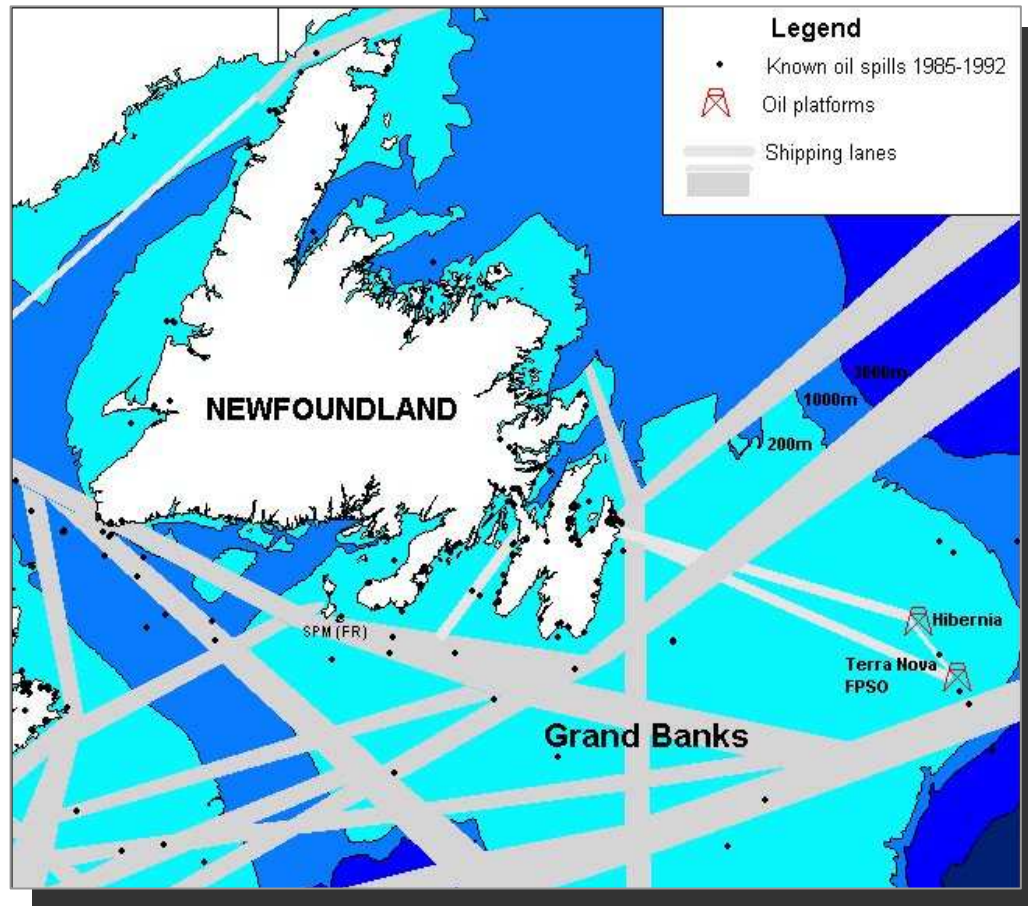 Legend
Known oil spills 1985-1992
Oil platforms
Shipping lanes
3000m
1000m
NEWFOUNDLAND
200m
Hibernia
SPM (FR)
Terra Nova
FPSO
Grand Banks